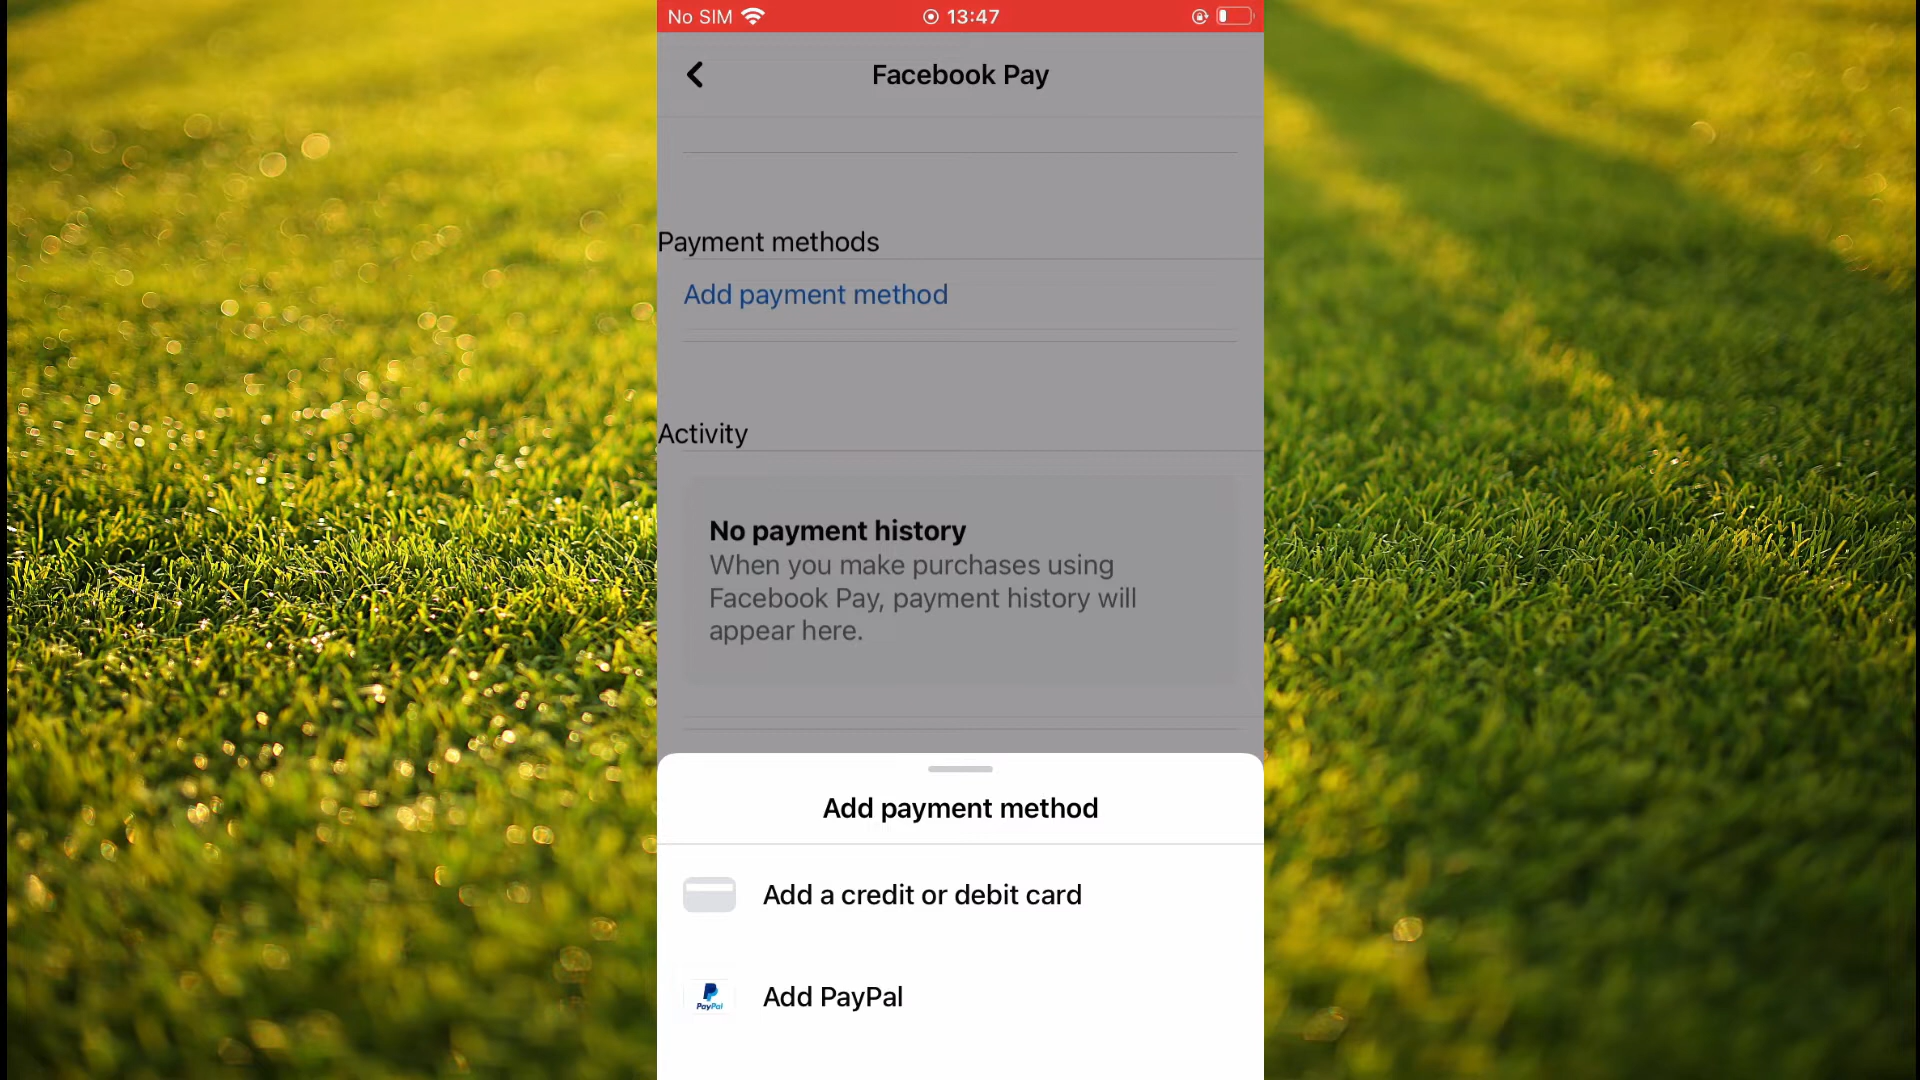 No SIM 13:47
Facebook Pay
Payment methods
Add payment method
Activity
No payment history
When you make purchases using
Facebook Pay, payment history will
appear here.
Add payment method
Add a credit or debit card
PayPal
Add PayPal